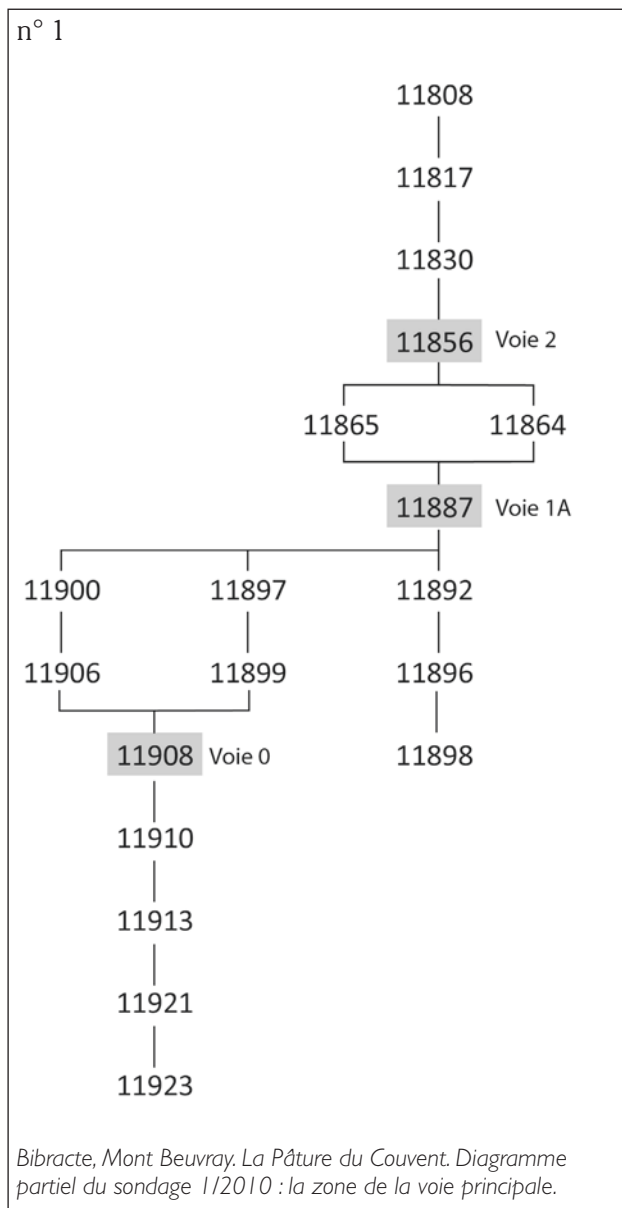 n° 1
11808
11817
11830
11856 Voie 2
11865 11864
11887 Voie 1A
11900 11897 11892
11906 11899 11896
11908 Voie 0 11898
11910
11913
11921
11923
Bibracte, Mont Beuvray. La Pâture du Couvent. Diagramme
partiel du sondage 1/2010 : la zone de la voie principale.